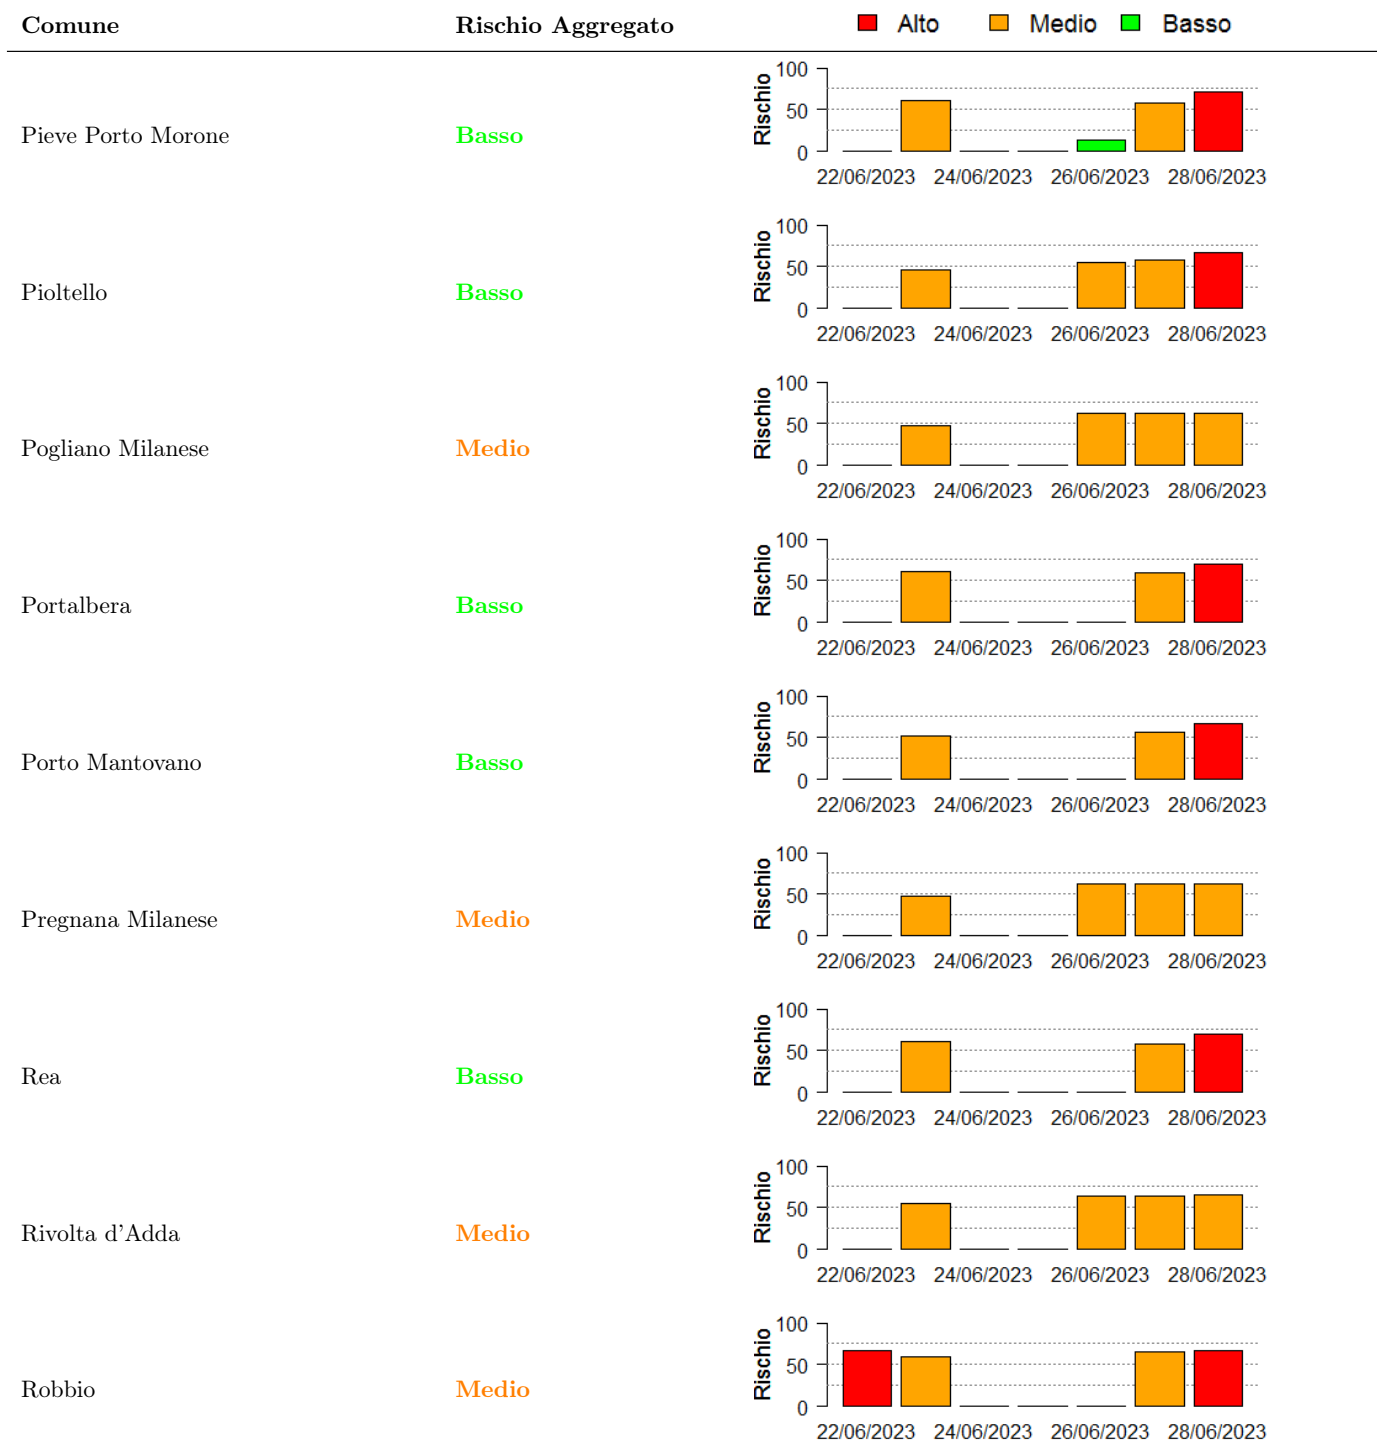 Comune Rischio Aggregato Alto Medio Basso
Pieve Porto Morone Basso
Rischio
100
50
0
22/06/2023 24/06/2023 26/06/2023 28/06/2023
Pioltello Basso
Rischio
100
50
0
22/06/2023 24/06/2023 26/06/2023 28/06/2023
Pogliano Milanese Medio
Rischio
100
50
0
22/06/2023 24/06/2023 26/06/2023 28/06/2023
Portalbera Basso
Rischio
100
50
0
22/06/2023 24/06/2023 26/06/2023 28/06/2023
Porto Mantovano Basso
Rischio
100
50
0
22/06/2023 24/06/2023 26/06/2023 28/06/2023
Pregnana Milanese Medio
Rischio
100
50
0
22/06/2023 24/06/2023 26/06/2023 28/06/2023
Rea Basso
Rischio
100
50
0
22/06/2023 24/06/2023 26/06/2023 28/06/2023
Rivolta d'Adda Medio
Rischio
100
50
0
22/06/2023 24/06/2023 26/06/2023 28/06/2023
Robbio Medio
Rischio
100
50
0
22/06/2023 24/06/2023 26/06/2023 28/06/2023